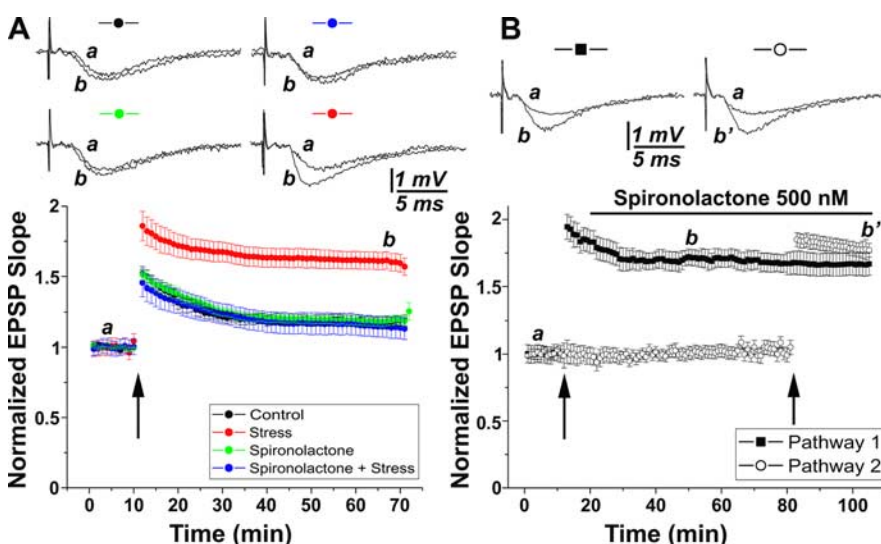 A
a
b
a
b
a
b
a
b
1 mV
5 ms
Normalized EPSP Slope
2
1.5
1
0.5
a
b
Control
Stress
Spironolactone
Spironolactone + Stress
0 10 20 30 40 50 60 70
Time (min)
B
a
b
a
b'
1 mV
5 ms
Normalized EPSP Slope
2
1.5
1
0.5
Spironolactone 500 nM
a
b
b'
Pathway 1
Pathway 2
0 20 40 60 80 100
Time (min)